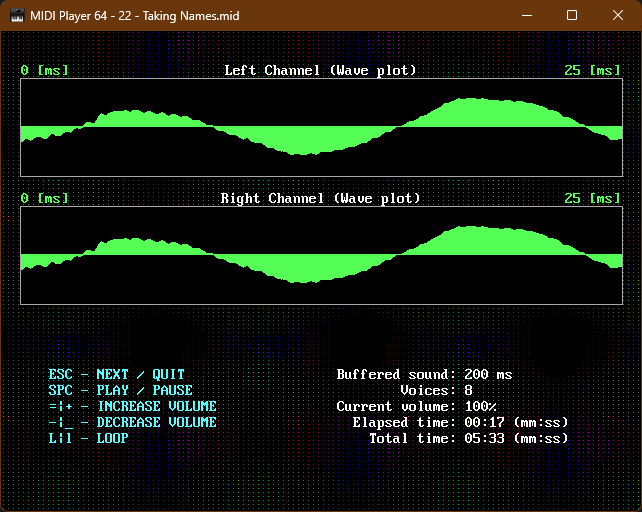 MIDI Player 64 - 22 - Taking Names.mid
0 [ms] Left Channel (Wave plot) 25 [ms]
0 [ms] Right Channel (Wave plot) 25 [ms]
ESC - NEXT / QUIT Buffered sound: 200 ms
SPC - PLAY / PAUSE Voices: 8
=|+ - INCREASE VOLUME Current volume: 100%
-|_ - DECREASE VOLUME Elapsed time: 00:17 (mm:ss)
L|l - LOOP Total time: 05:33 (mm:ss)